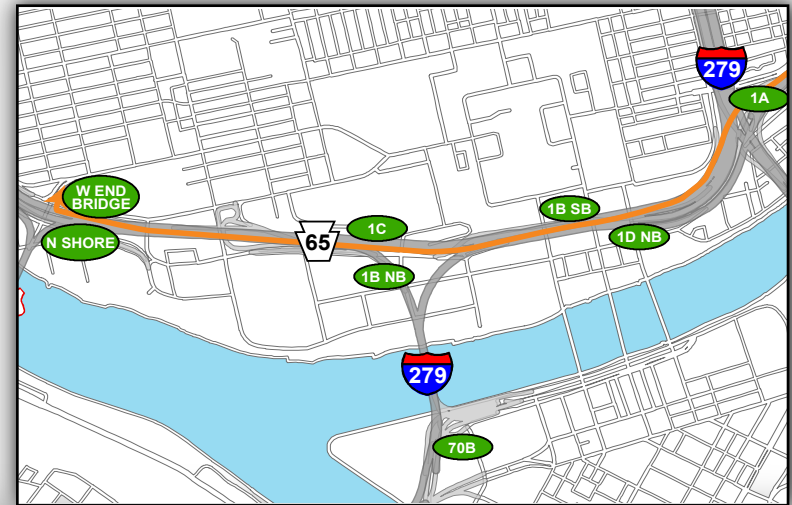 279
1A
W END
BRIDGE
1B SB
1C
1D NB
N SHORE
65
1B NB
279
70B